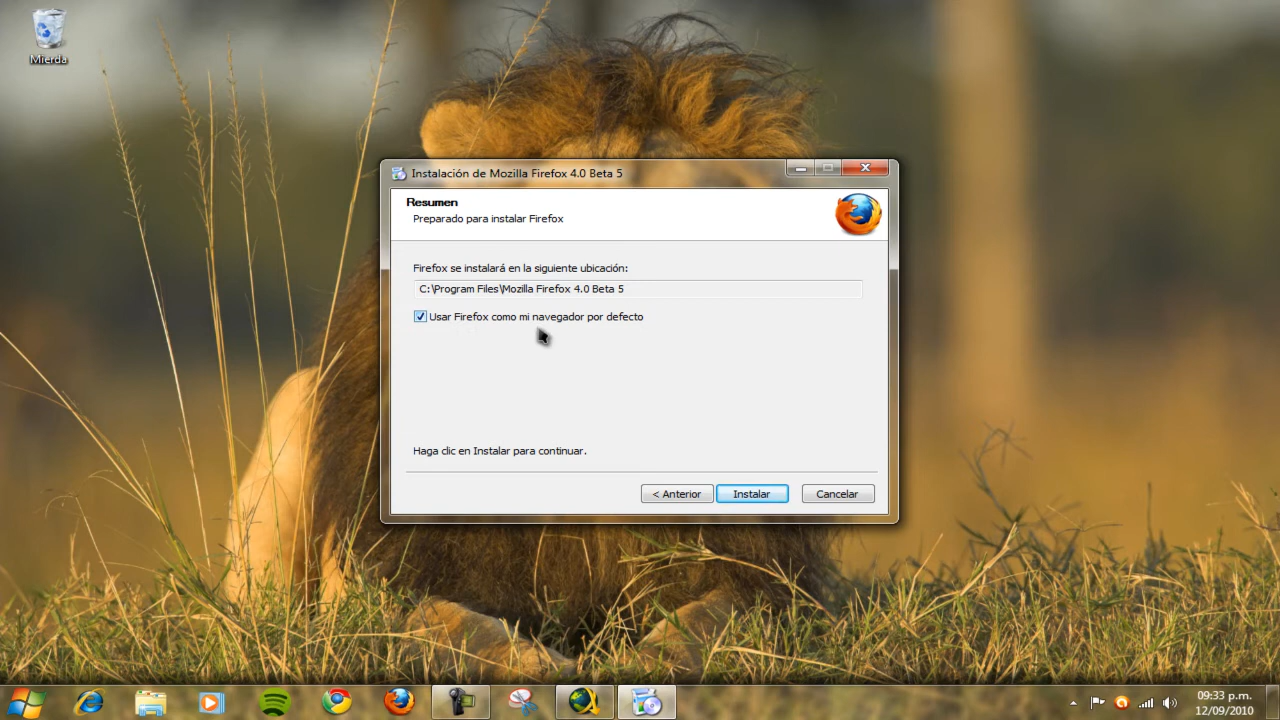 Mierda
Instalación de Mozilla Firefox 4.0 Beta 5
Resumen
Preparado para instalar Firefox
Firefox se instalará en la siguiente ubicación:
C:\Program Files\Mozilla Firefox 4.0 Beta 5
Usar Firefox como mi navegador por defecto
Haga clic en Instalar para continuar.
< Anterior
Instalar
Cancelar
09:33 p.m.
12/09/2010